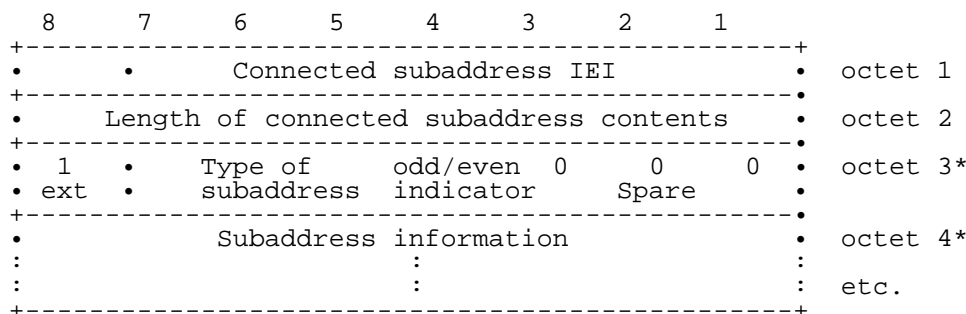 8 7 6 5 4 3 2 1
Connected subaddress IEI octet 1
Length of connected subaddress contents octet 2
1 Type of odd/even 0 0 0 octet 3*
ext subaddress indicator Spare
Subaddress information octet 4*
: : :
: : : etc.